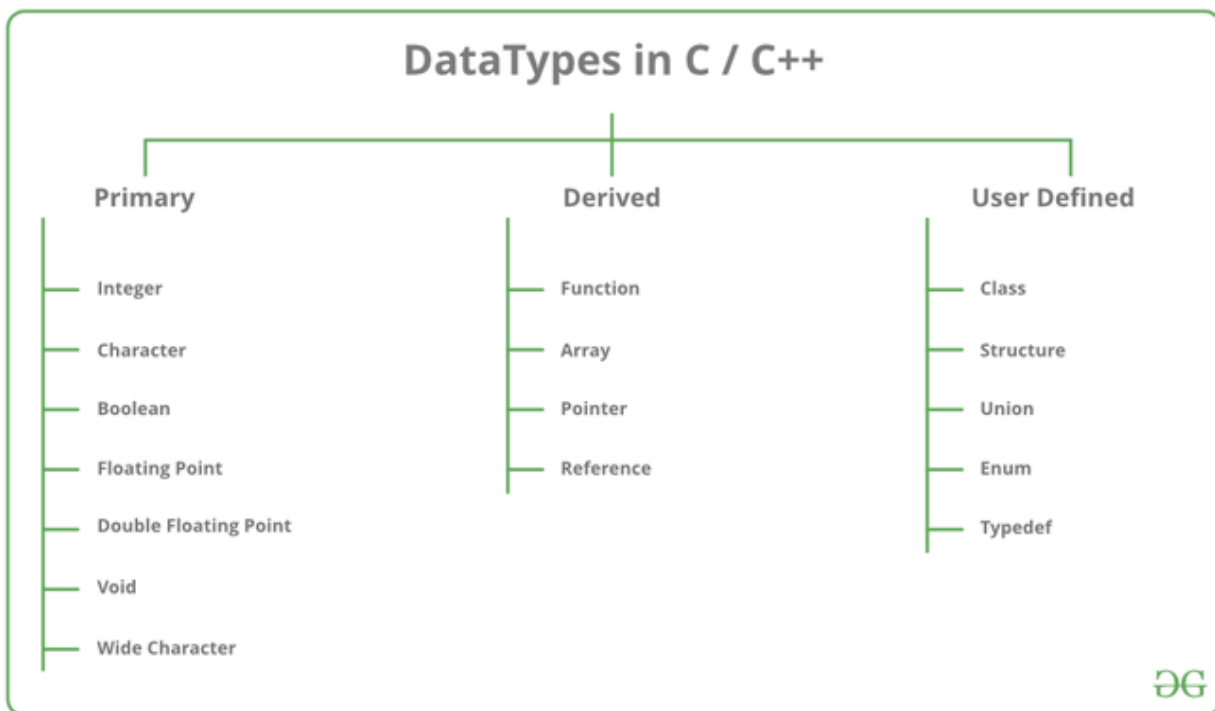 DataTypes in C / C++
Primary
Integer
Character
Boolean
Floating Point
Double Floating Point
Void
Wide Character
Derived
Function
Array
Pointer
Reference
User Defined
Class
Structure
Union
Enum
Typedef